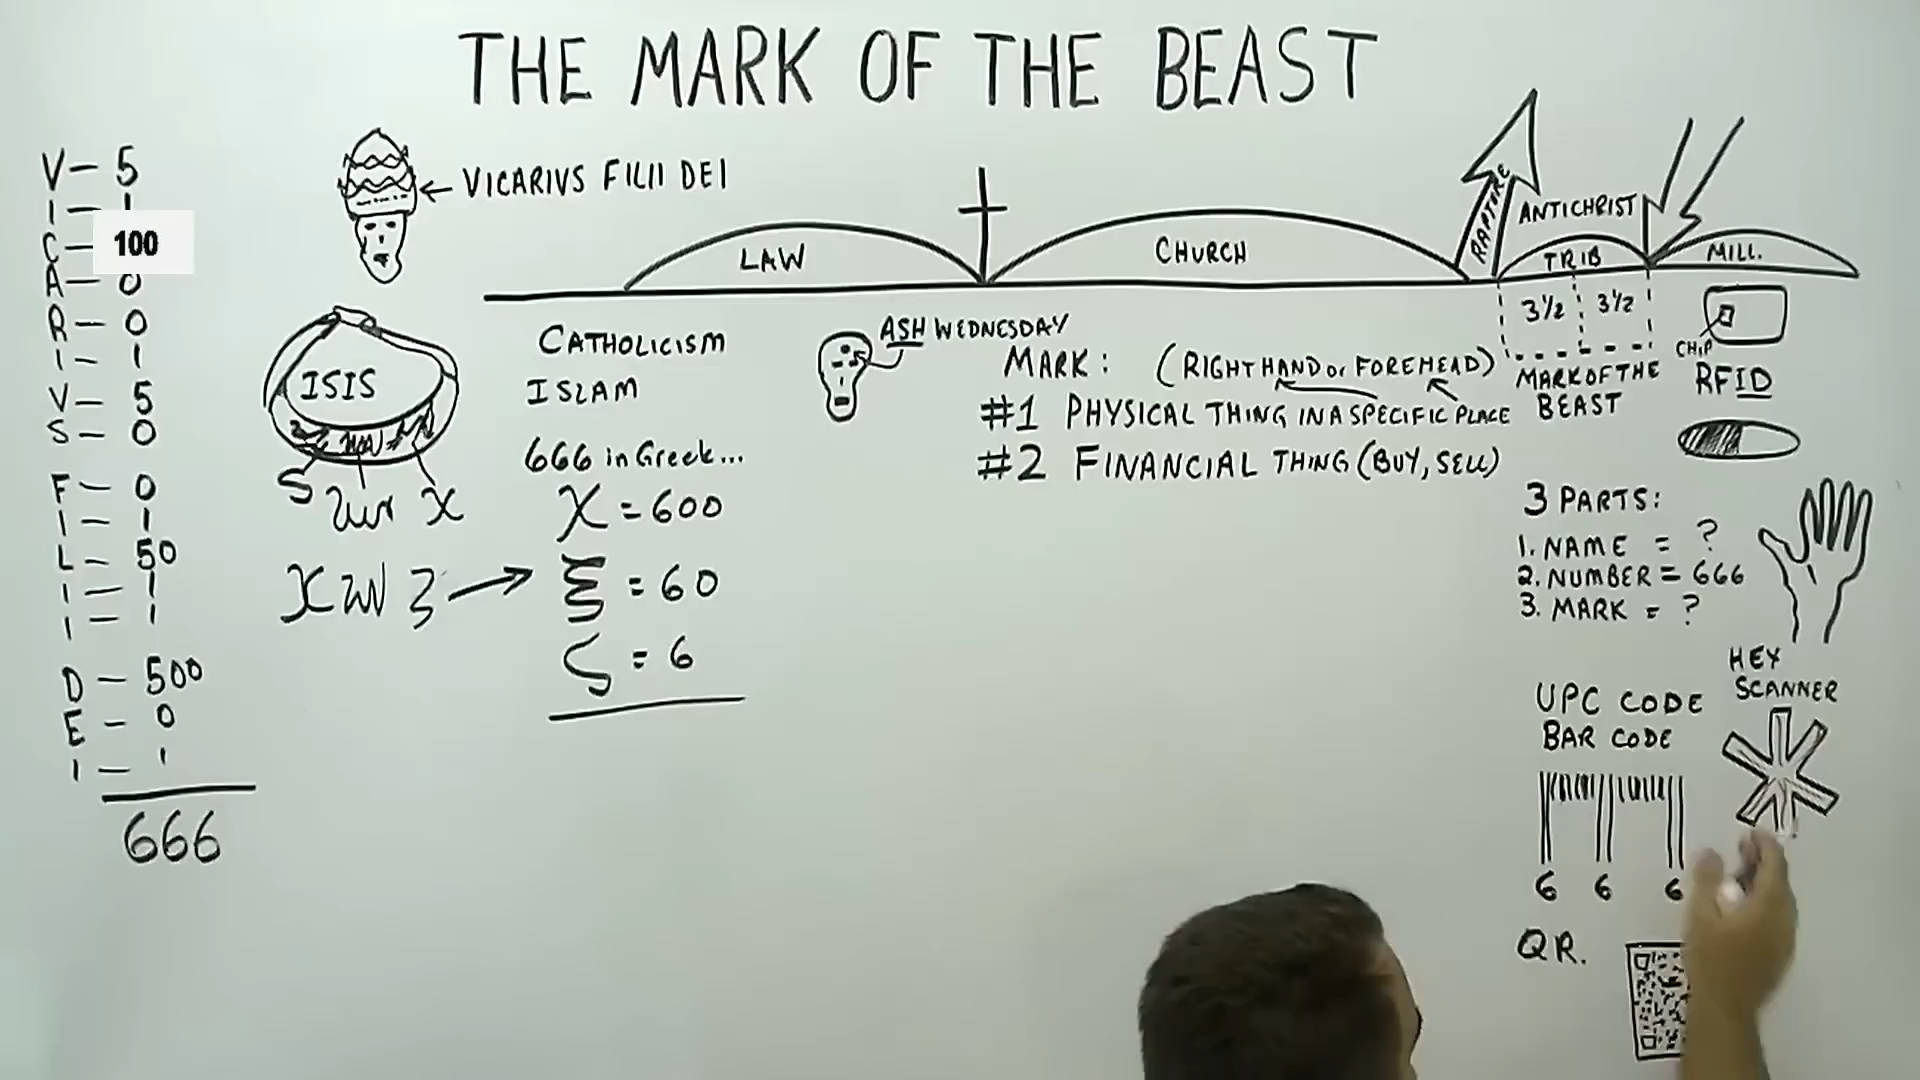 THE MARK OF THE BEAST
V — 5
I — 1
C — 100
A — 0
R — 0
I — 1
V — 5
S — 0
F — 0
I — 1
L — 50
I — 1
I — 1
D — 500
E — 0
I — 1
666
VICARIVS FILII DEI
ISIS
S
X
CATHOLICISM
ISLAM
666 in Greek...
χ = 600
ξ = 60
ς = 6
LAW
CHURCH
RAPTURE
ANTICHRIST
TRIB
MILL.
3½ 3½
MARK OF THE
BEAST
ASH WEDNESDAY
MARK: (RIGHT HAND or FOREHEAD)
#1 PHYSICAL THING IN A SPECIFIC PLACE
#2 FINANCIAL THING (BUY, SELL)
CHIP
RFID
3 PARTS:
1. NAME = ?
2. NUMBER = 666
3. MARK = ?
HEX
SCANNER
UPC CODE
BAR CODE
6 6 6
QR.